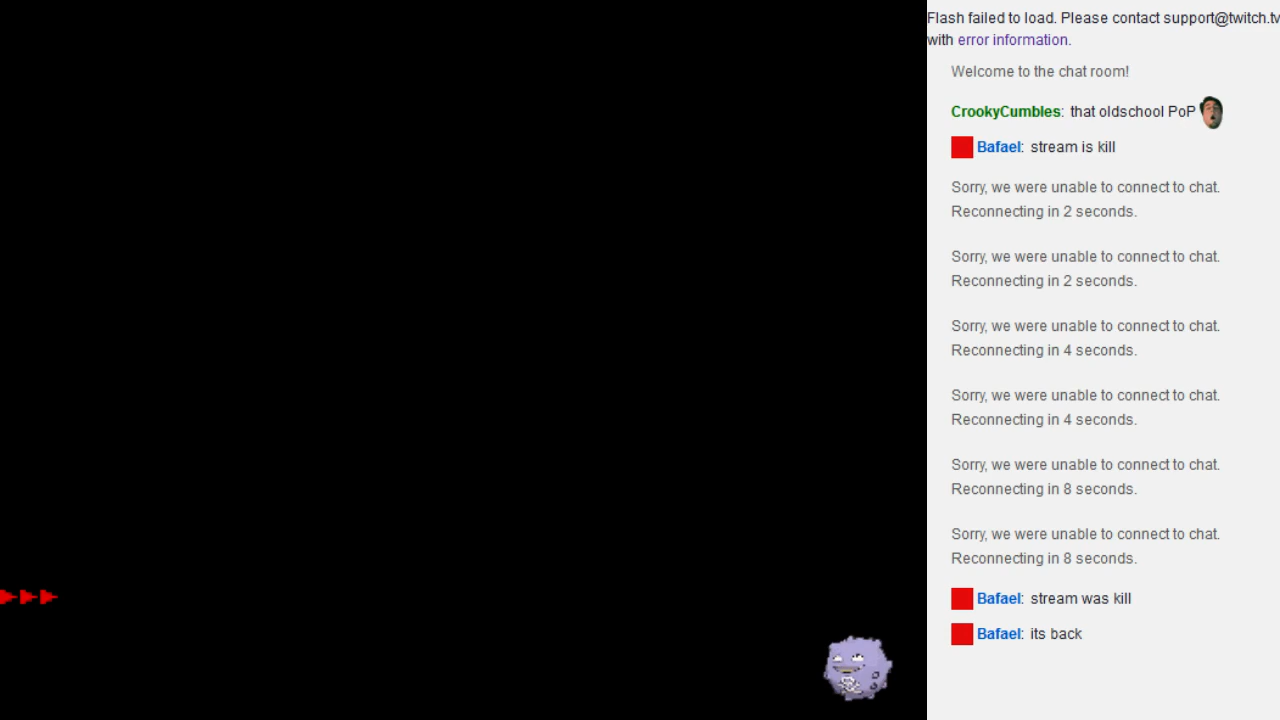 Flash failed to load. Please contact support@twitch.tv
with error information.
Welcome to the chat room!
CrookyCumbles: that oldschool PoP
Bafael: stream is kill
Sorry, we were unable to connect to chat.
Reconnecting in 2 seconds.
Sorry, we were unable to connect to chat.
Reconnecting in 2 seconds.
Sorry, we were unable to connect to chat.
Reconnecting in 4 seconds.
Sorry, we were unable to connect to chat.
Reconnecting in 4 seconds.
Sorry, we were unable to connect to chat.
Reconnecting in 8 seconds.
Sorry, we were unable to connect to chat.
Reconnecting in 8 seconds.
Bafael: stream was kill
Bafael: its back